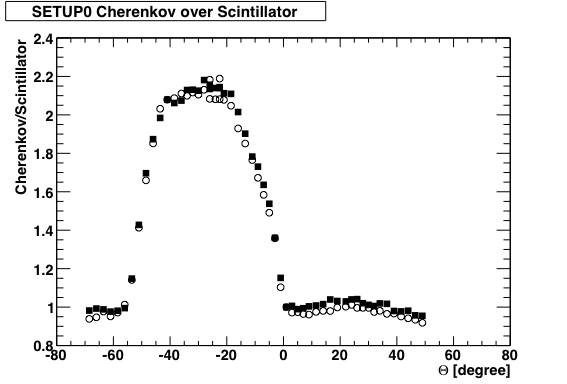 SETUP0 Cherenkov over Scintillator
Cherenkov/Scintillator
2.4
2.2
2
1.8
1.6
1.4
1.2
1
0.8
-80 -60 -40 -20 0 20 40 60 80
Θ [degree]